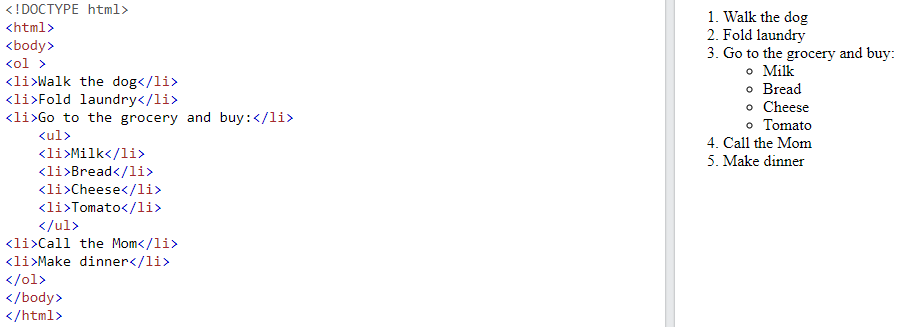 <!DOCTYPE html>
<html>
<body>
<ol >
<li>Walk the dog</li>
<li>Fold laundry</li>
<li>Go to the grocery and buy:</li>
    <ul>
    <li>Milk</li>
    <li>Bread</li>
    <li>Cheese</li>
    <li>Tomato</li>
    </ul>
<li>Call the Mom</li>
<li>Make dinner</li>
</ol>
</body>
</html>
1. Walk the dog
2. Fold laundry
3. Go to the grocery and buy:
    ○ Milk
    ○ Bread
    ○ Cheese
    ○ Tomato
4. Call the Mom
5. Make dinner